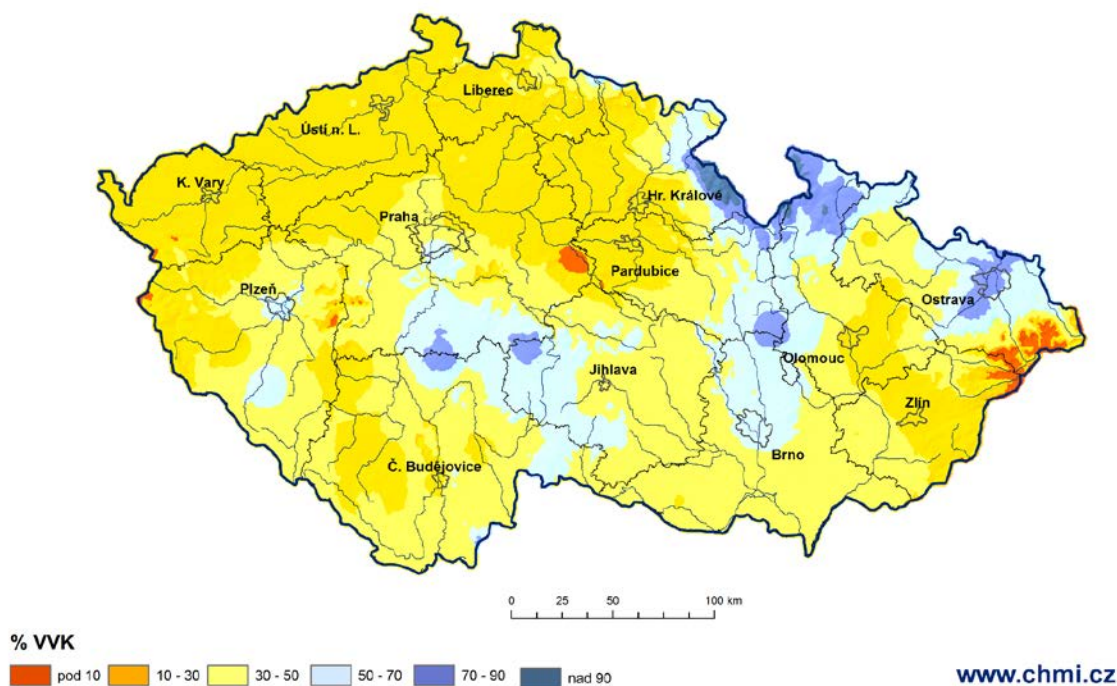 Liberec
Ústí n. L.
K. Vary
Hr. Králové
Praha
Pardubice
Plzeň
Ostrava
Olomouc
Jihlava
Zlín
Brno
Č. Budějovice
0 25 50 100 km
% VVK
pod 10 10 - 30 30 - 50 50 - 70 70 - 90 nad 90
www.chmi.cz